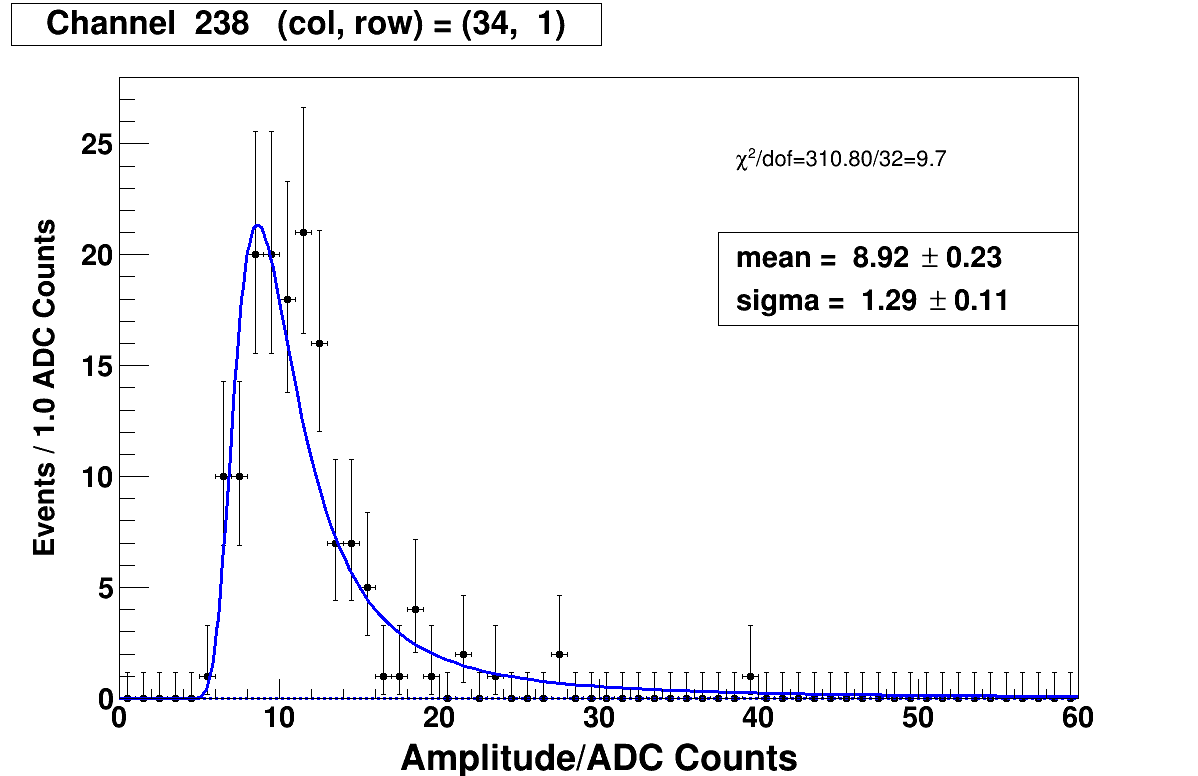 Channel 238 (col, row) = (34, 1)
25
20
15
10
5
0
Events / 1.0 ADC Counts
χ²/dof=310.80/32=9.7
mean = 8.92 ± 0.23
sigma = 1.29 ± 0.11
0 10 20 30 40 50 60
Amplitude/ADC Counts